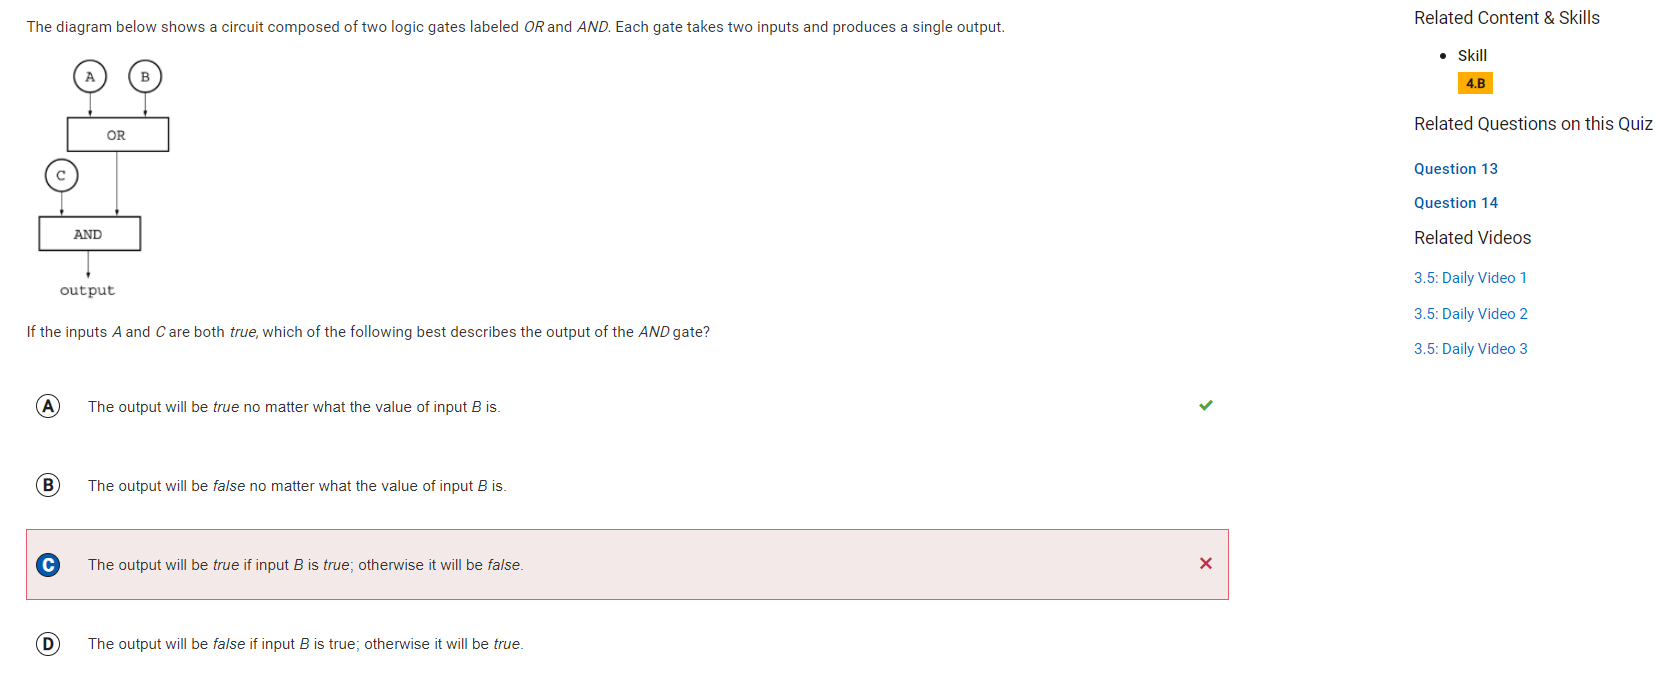 The diagram below shows a circuit composed of two logic gates labeled OR and AND. Each gate takes two inputs and produces a single output.
A B
OR
C
AND
output
If the inputs A and C are both true, which of the following best describes the output of the AND gate?
A The output will be true no matter what the value of input B is.
B The output will be false no matter what the value of input B is.
C The output will be true if input B is true; otherwise it will be false.
D The output will be false if input B is true; otherwise it will be true.
Related Content & Skills
Skill
4.B
Related Questions on this Quiz
Question 13
Question 14
Related Videos
3.5: Daily Video 1
3.5: Daily Video 2
3.5: Daily Video 3